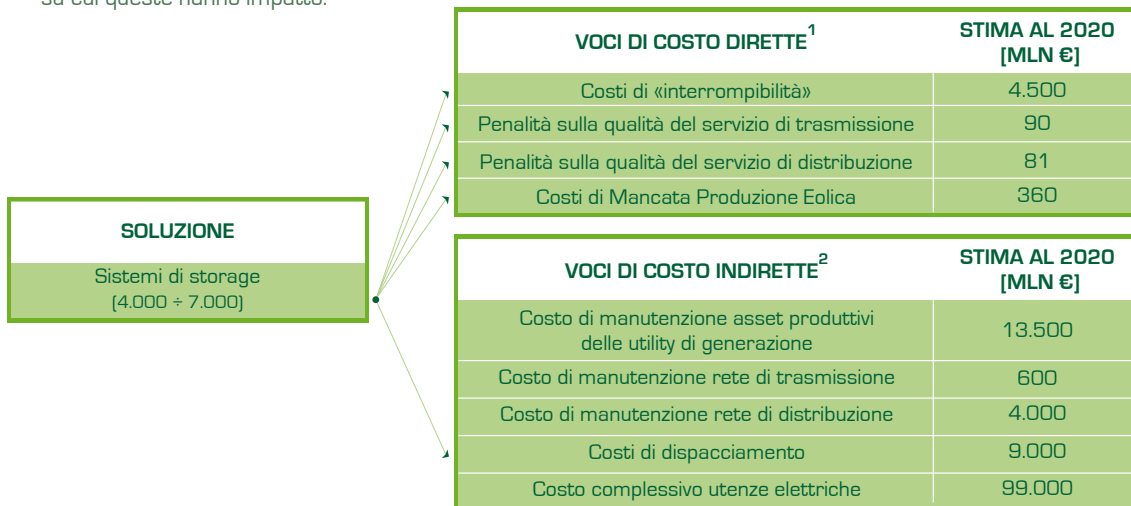 su cui queste hanno impatto.
VOCI DI COSTO DIRETTE1
STIMA AL 2020
[MLN €]
Costi di «interrompibilità»
4.500
Penalità sulla qualità del servizio di trasmissione
90
Penalità sulla qualità del servizio di distribuzione
81
Costi di Mancata Produzione Eolica
360
SOLUZIONE
Sistemi di storage
(4.000 ÷ 7.000)
VOCI DI COSTO INDIRETTE2
STIMA AL 2020
[MLN €]
Costo di manutenzione asset produttivi
delle utility di generazione
13.500
Costo di manutenzione rete di trasmissione
600
Costo di manutenzione rete di distribuzione
4.000
Costi di dispacciamento
9.000
Costo complessivo utenze elettriche
99.000